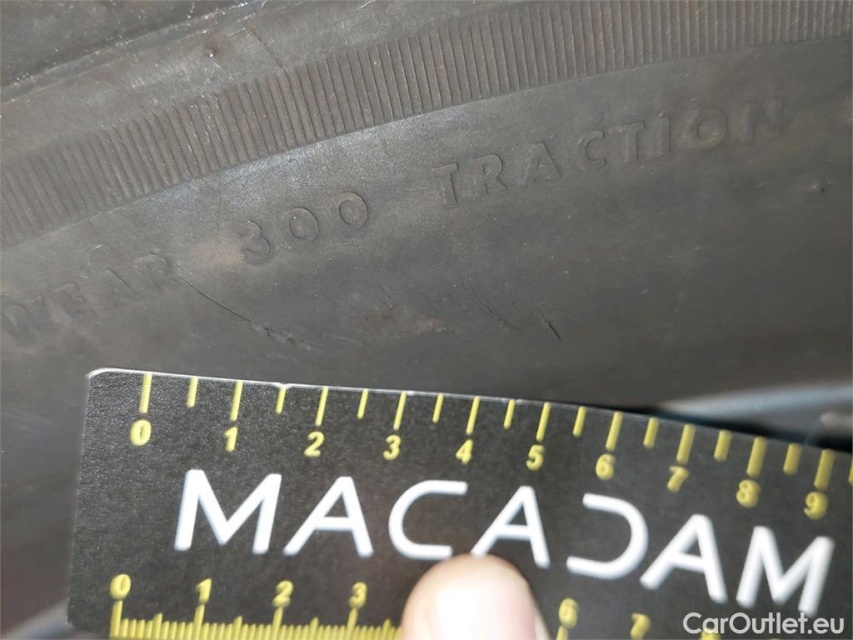 WEAR 300 TRACTION
0 1 2 3 4 5 6 7 8 9
MACADAM
0 1 2 3 6 7
CarOutlet.eu